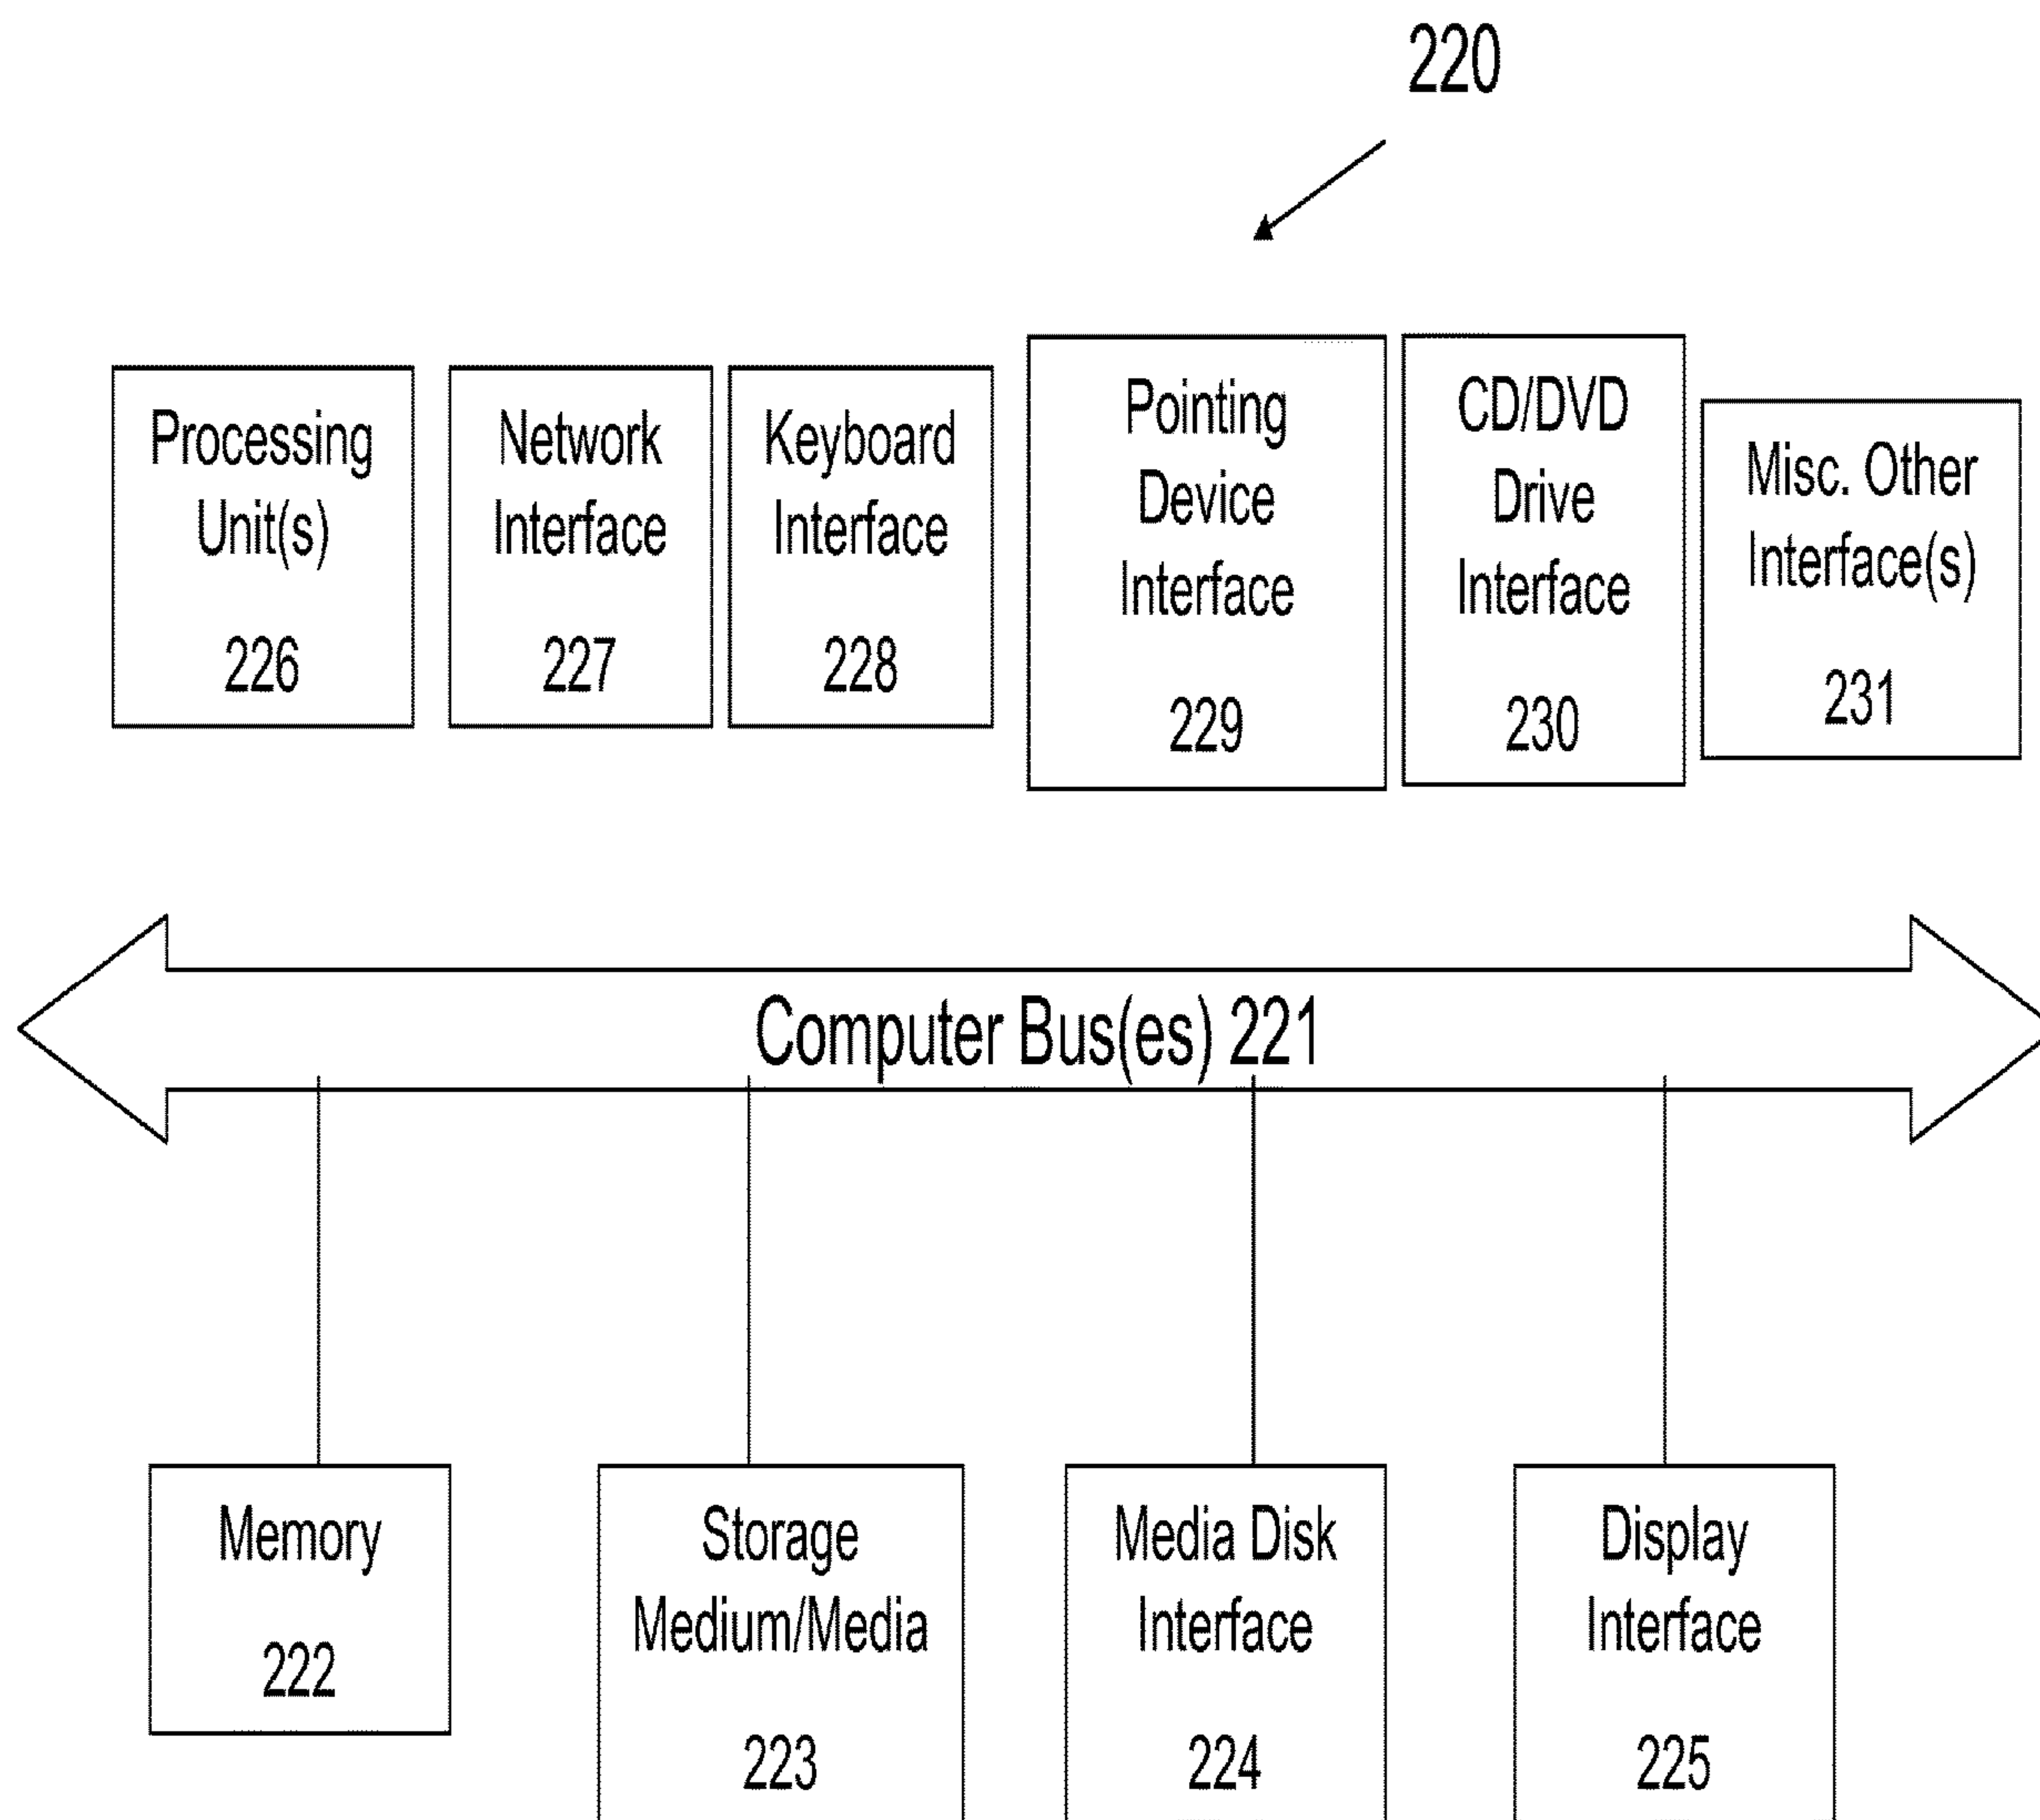 220
Processing
Unit(s)
226
Network
Interface
227
Keyboard
Interface
228
Pointing
Device
Interface
229
CD/DVD
Drive
Interface
230
Misc. Other
Interface(s)
231
Computer Bus(es) 221
Memory
222
Storage
Medium/Media
223
Media Disk
Interface
224
Display
Interface
225